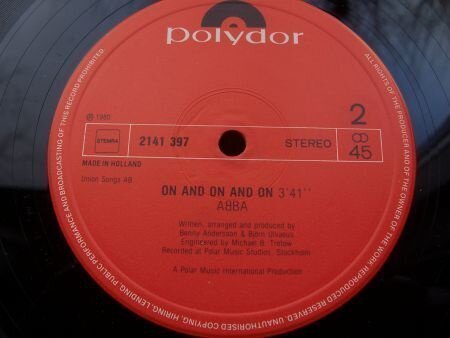 polydor
℗ 1980
STEMRA
2141 397
STEREO
2
45
MADE IN HOLLAND
Union Songs AB
ON AND ON AND ON 3'41''
ABBA
Written, arranged and produced by
Benny Andersson & Björn Ulvaeus
Engineered by Michael B. Tretow
Recorded at Polar Music Studios, Stockholm
A Polar Music International Production
ALL RIGHTS OF THE PRODUCER AND OF THE OWNER OF THE WORK REPRODUCED RESERVED. UNAUTHORISED COPYING, HIRING, LENDING, PUBLIC PERFORMANCE AND BROADCASTING OF THIS RECORD PROHIBITED